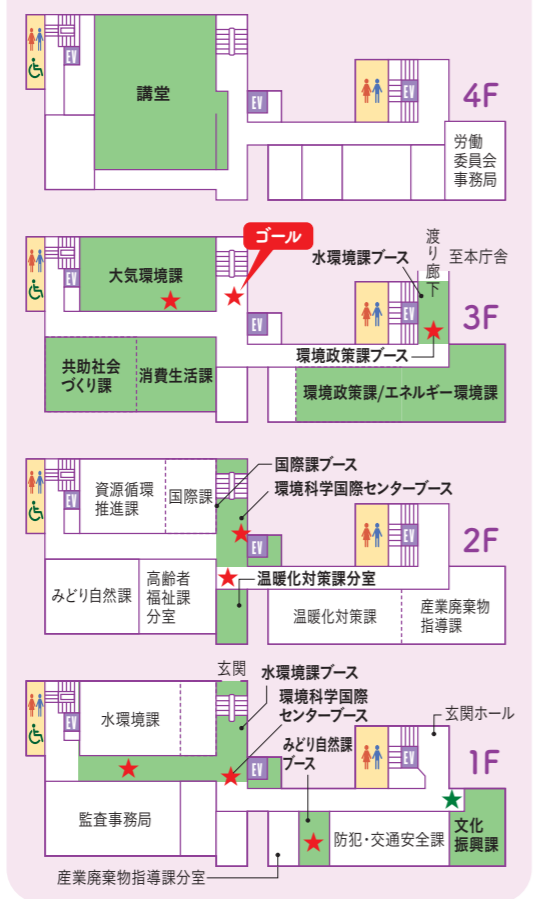 EV
講堂
EV
EV
4F
労働
委員会
事務局
ゴール
EV
大気環境課
EV
水環境課ブース
渡り廊下
至本庁舎
EV
3F
環境政策課ブース
共助社会
づくり課
消費生活課
環境政策課/エネルギー環境課
国際課ブース
環境科学国際センターブース
EV
資源循環
推進課
国際課
EV
EV
2F
温暖化対策課分室
みどり自然課
高齢者
福祉課
分室
温暖化対策課
産業廃棄物
指導課
玄関
水環境課ブース
環境科学国際
センターブース
EV
水環境課
玄関ホール
みどり自然課
ブース
EV
EV
1F
監査事務局
防犯・交通安全課
文化
振興課
産業廃棄物指導課分室